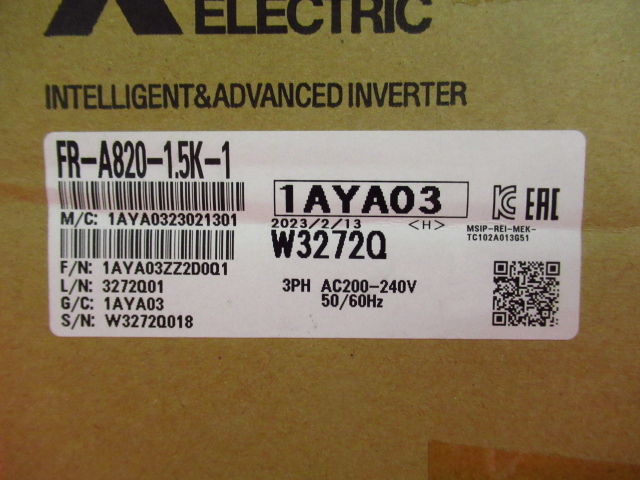 ELECTRIC
INTELLIGENT&ADVANCED INVERTER
FR-A820-1.5K-1
1AYA03
M/C: 1AYA0323021301
2023/2/13 <H>
W3272Q
EAC
MSIP-REI-MEK-
TC102A013G51
F/N: 1AYA03ZZ2D0Q1
L/N: 3272Q01
G/C: 1AYA03
S/N: W3272Q018
3PH AC200-240V
50/60Hz